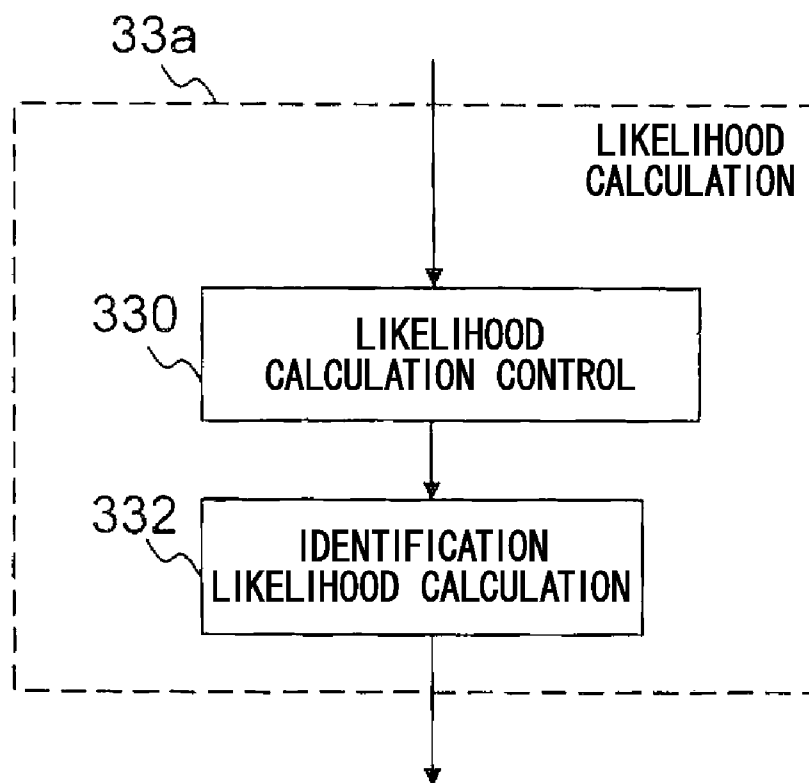 33a
LIKELIHOOD
CALCULATION
330
LIKELIHOOD
CALCULATION CONTROL
332
IDENTIFICATION
LIKELIHOOD CALCULATION